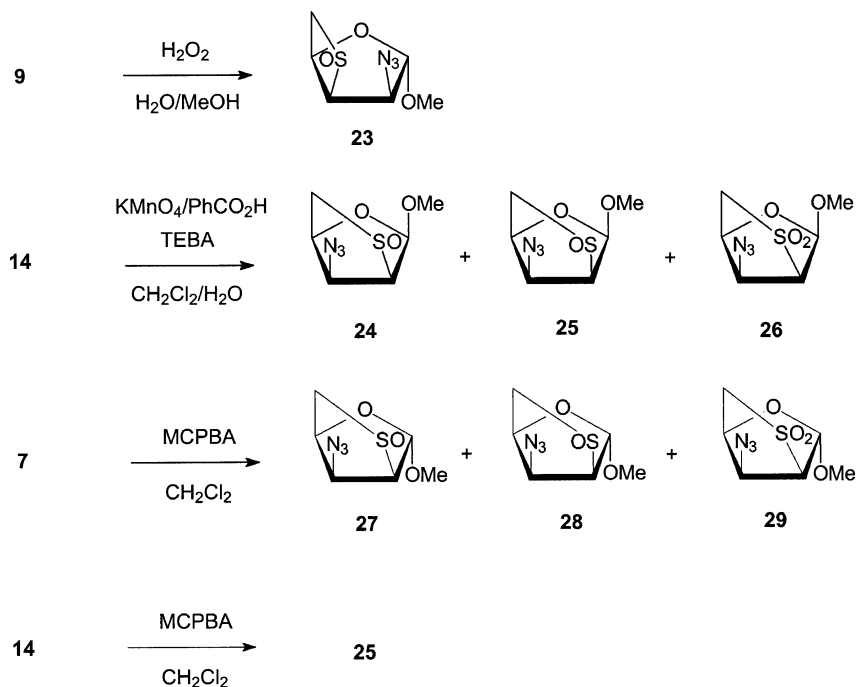 9 H₂O₂ O OS N₃ OMe
H₂O/MeOH
23
14 KMnO₄/PhCO₂H TEBA O OMe N₃ SO + O OMe N₃ OS + O OMe N₃ SO₂
CH₂Cl₂/H₂O
24 25 26
7 MCPBA O N₃ SO OMe + O N₃ OS OMe + O N₃ SO₂ OMe
CH₂Cl₂
27 28 29
14 MCPBA 25
CH₂Cl₂